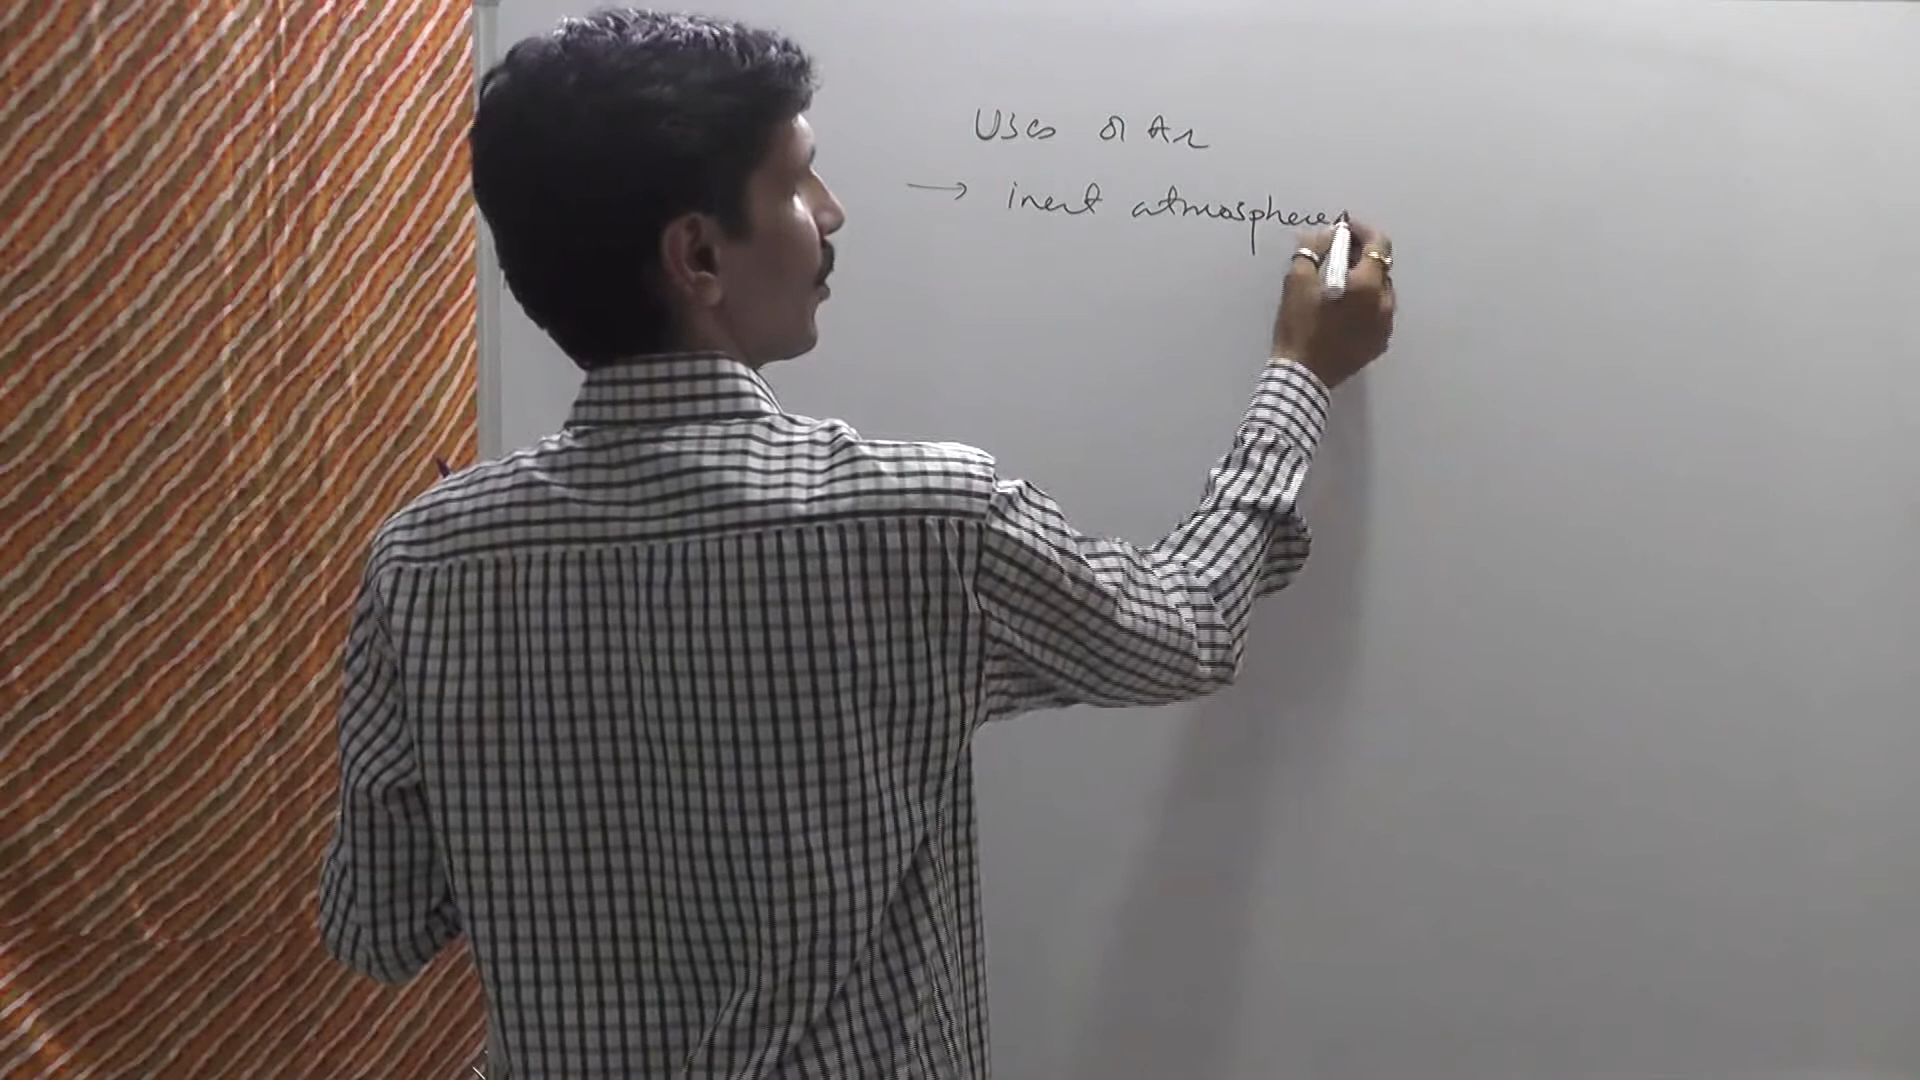 Uses of Ar
→ inert atmosphere